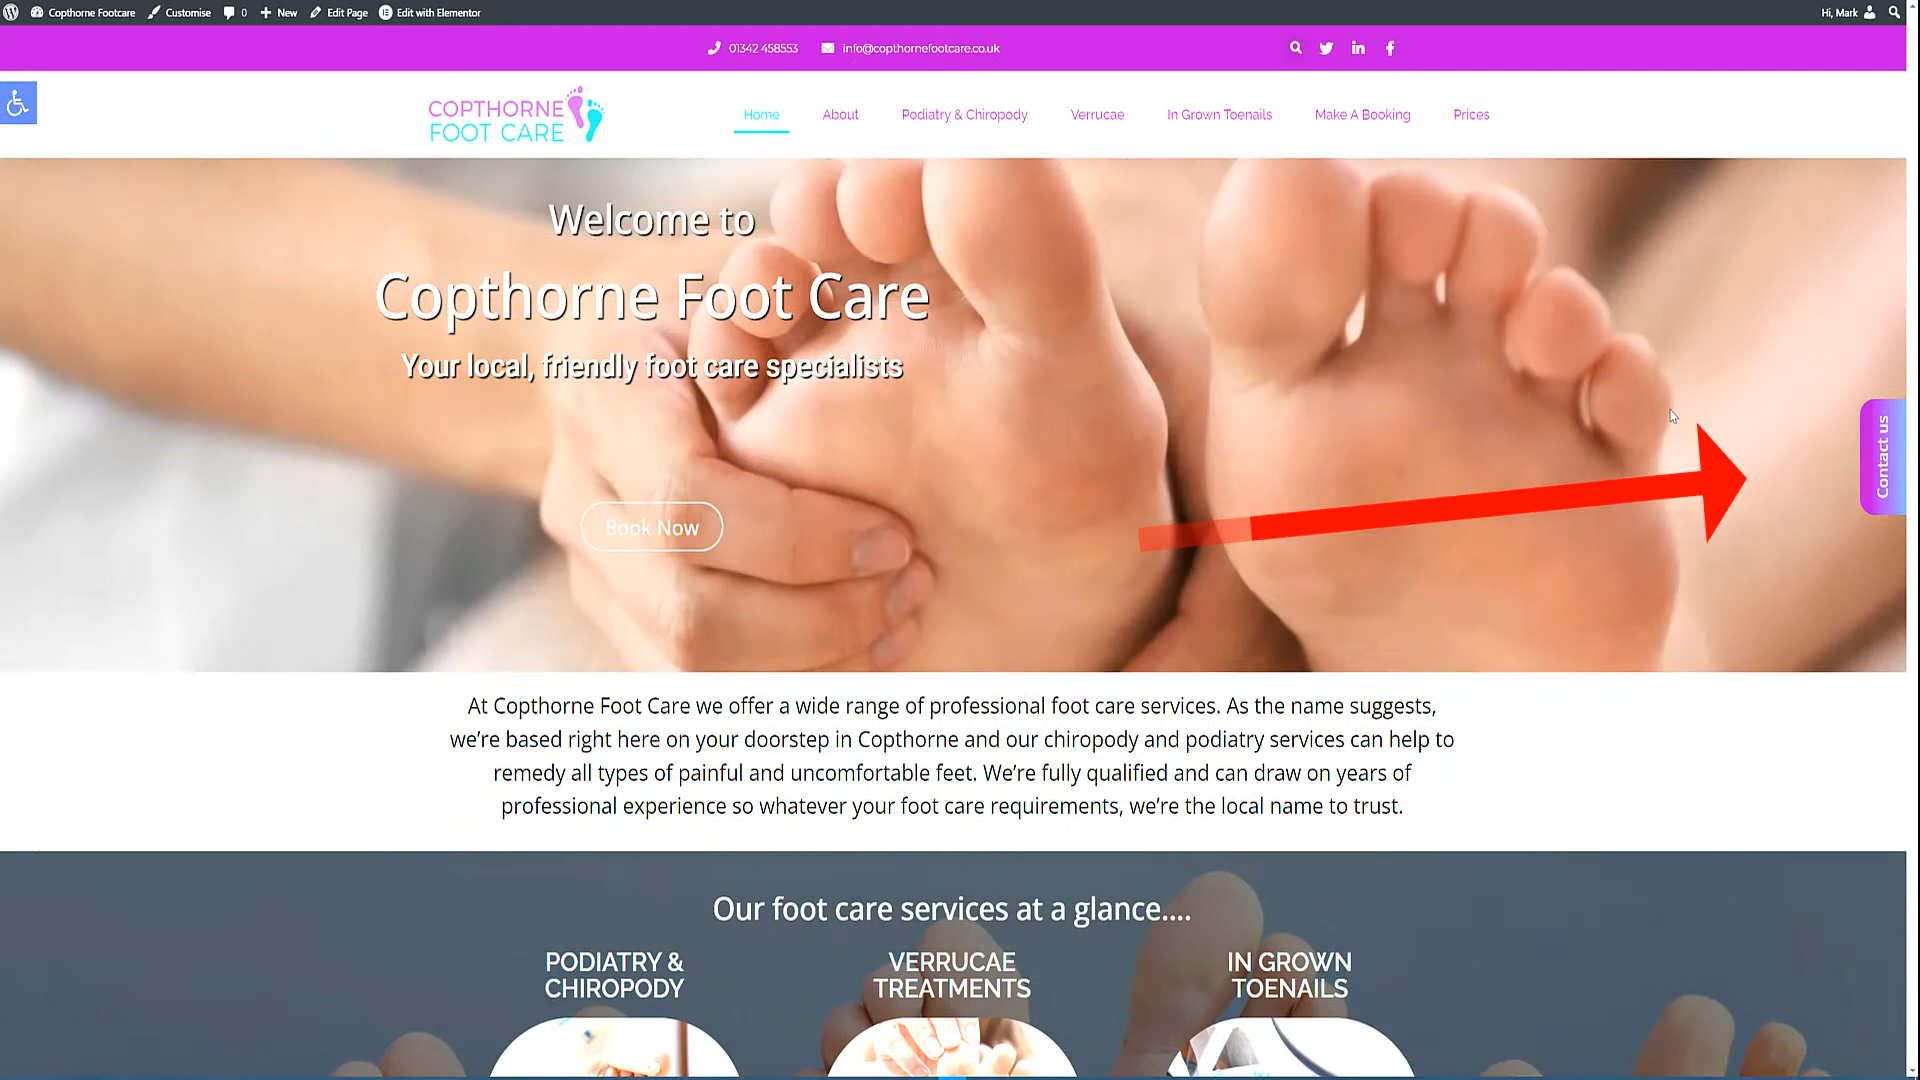 Copthorne Footcare
Customise
0
New
Edit Page
Edit with Elementor
Hi, Mark
01342 458553
info@copthornefootcare.co.uk
COPTHORNE
FOOT CARE
Home
About
Podiatry & Chiropody
Verrucae
In Grown Toenails
Make A Booking
Prices
Welcome to
Copthorne Foot Care
Your local, friendly foot care specialists
Book Now
Contact us
At Copthorne Foot Care we offer a wide range of professional foot care services. As the name suggests,
we’re based right here on your doorstep in Copthorne and our chiropody and podiatry services can help to
remedy all types of painful and uncomfortable feet. We’re fully qualified and can draw on years of
professional experience so whatever your foot care requirements, we’re the local name to trust.
Our foot care services at a glance....
PODIATRY &
CHIROPODY
VERRUCAE
TREATMENTS
IN GROWN
TOENAILS